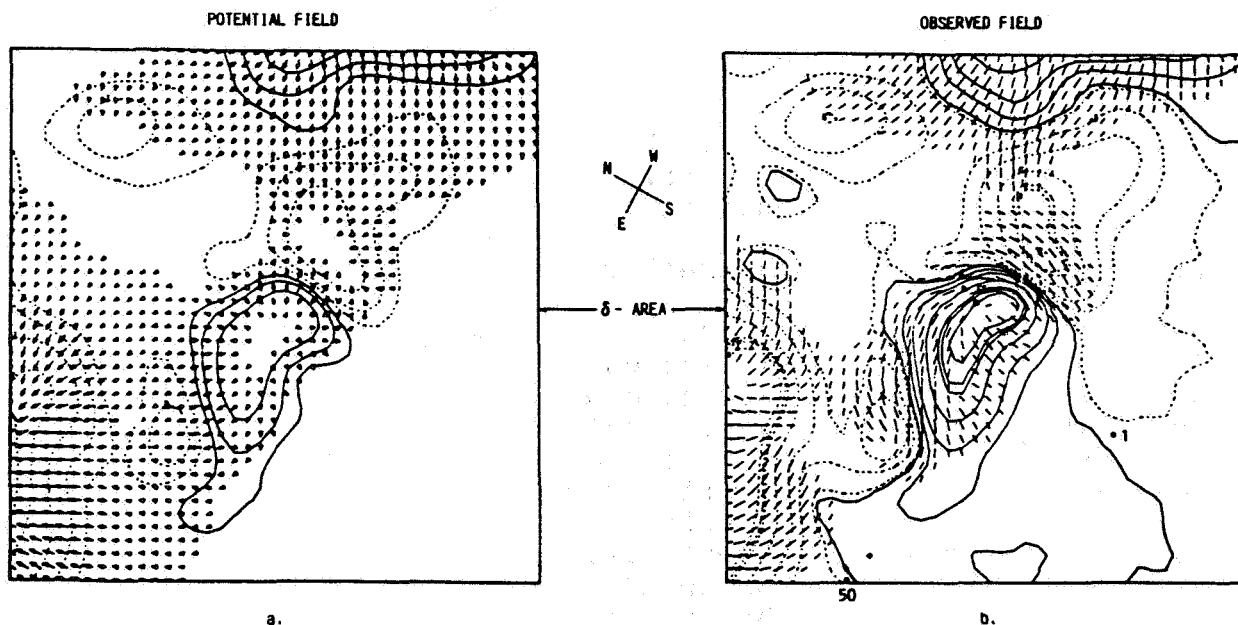 POTENTIAL FIELD
OBSERVED FIELD
W
N
S
E
δ - AREA
1
50
a.
b.